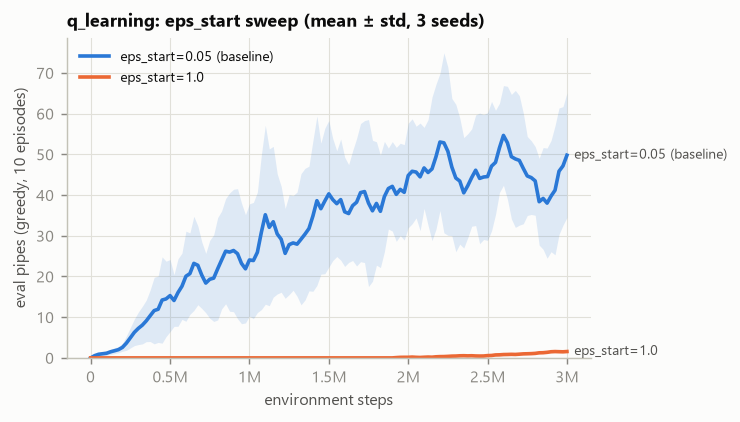 q_learning: eps_start sweep (mean ± std, 3 seeds)
eps_start=0.05 (baseline)
eps_start=1.0
eval pipes (greedy, 10 episodes)
70
60
50
40
30
20
10
0
eps_start=0.05 (baseline)
eps_start=1.0
0 0.5M 1M 1.5M 2M 2.5M 3M
environment steps